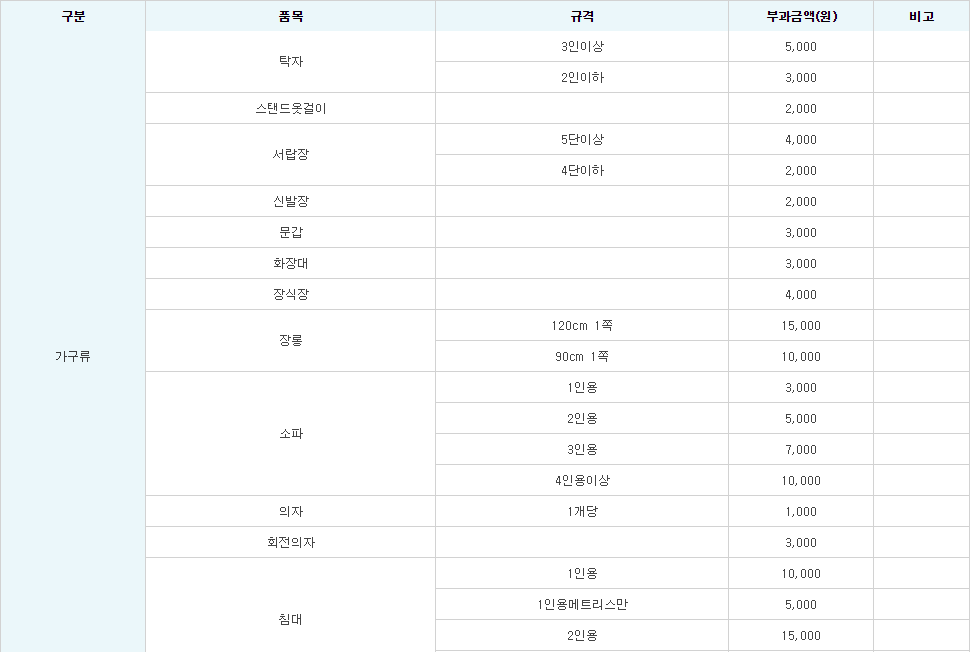 구분 품목 규격 부과금액(원) 비고
가구류
탁자 3인이상 5,000
2인이하 3,000
스탠드옷걸이 2,000
서랍장 5단이상 4,000
4단이하 2,000
신발장 2,000
문갑 3,000
화장대 3,000
장식장 4,000
장롱 120cm 1쪽 15,000
90cm 1쪽 10,000
소파 1인용 3,000
2인용 5,000
3인용 7,000
4인용이상 10,000
의자 1개당 1,000
회전의자 3,000
침대 1인용 10,000
1인용메트리스만 5,000
2인용 15,000